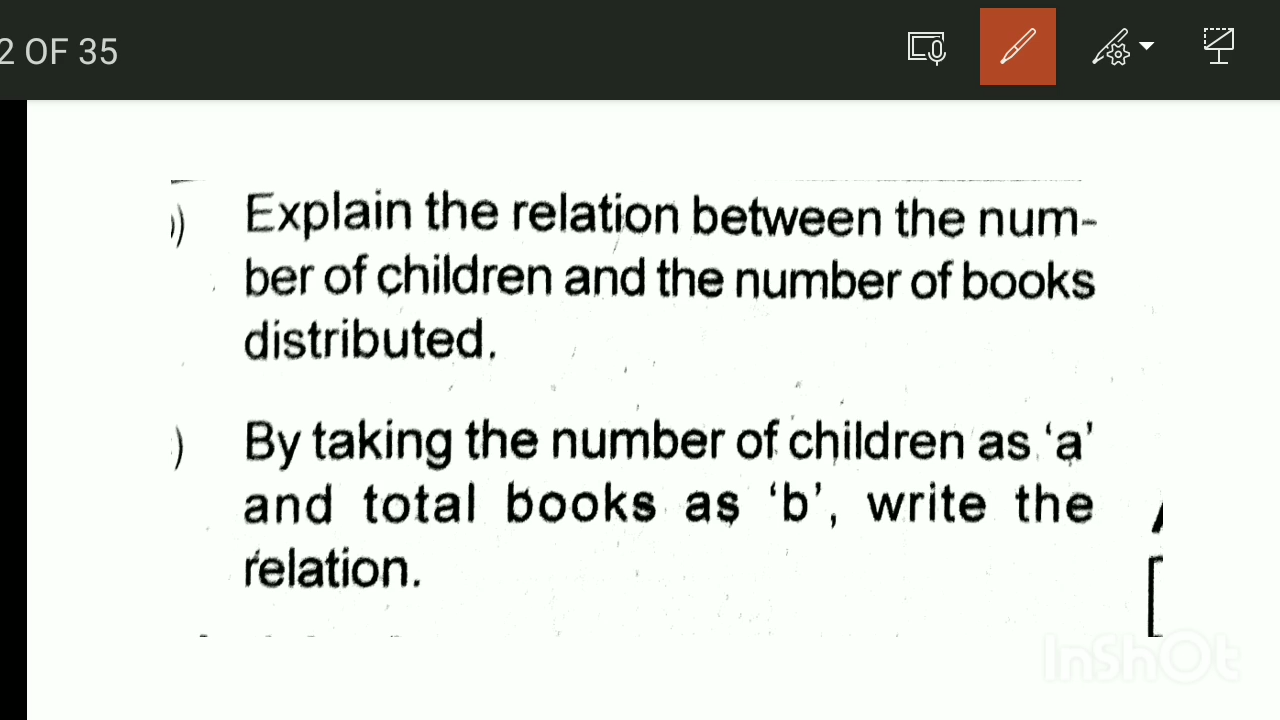 2 OF 35
) Explain the relation between the num-
ber of children and the number of books
distributed.
) By taking the number of children as 'a'
and total books as 'b', write the
relation.
InShOt